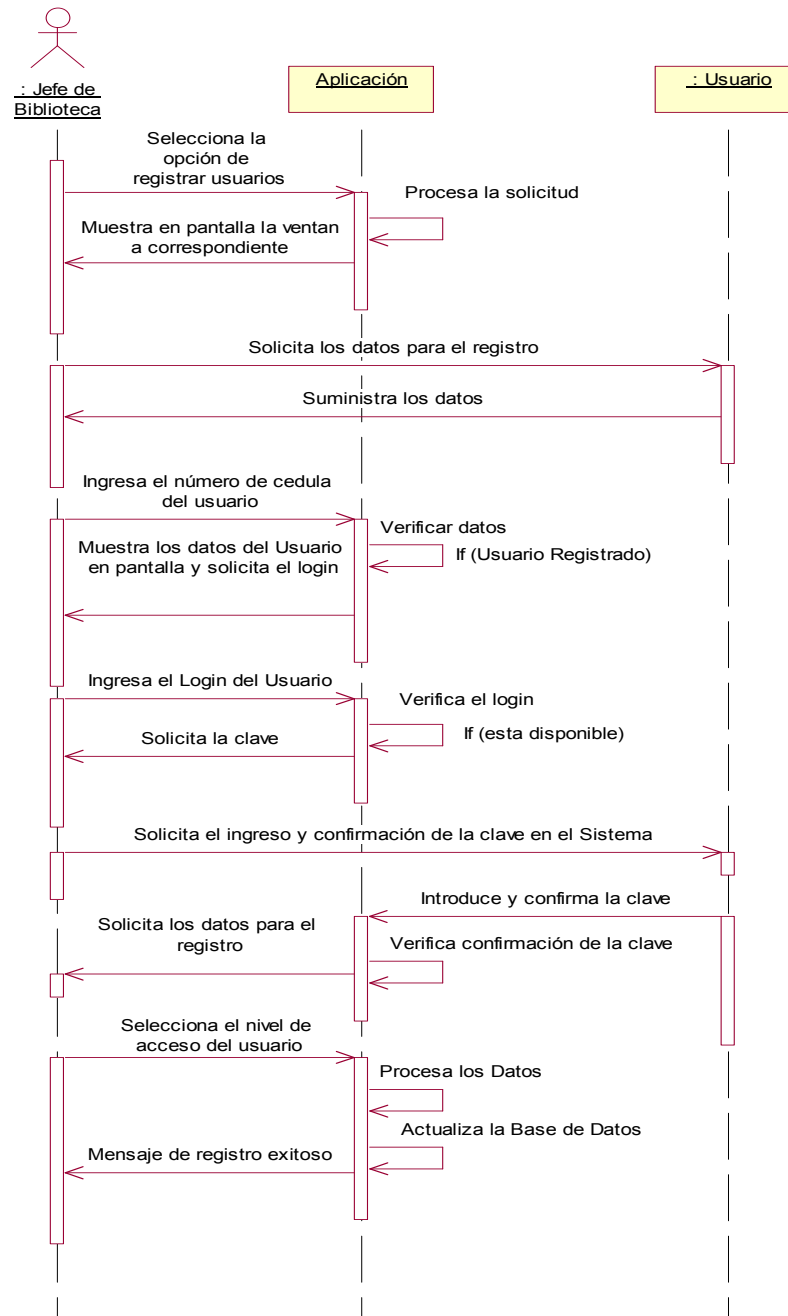 : Jefe de
Biblioteca
Aplicación
: Usuario
Selecciona la
opción de
registrar usuarios
Procesa la solicitud
Muestra en pantalla la ventan
a correspondiente
Solicita los datos para el registro
Suministra los datos
Ingresa el número de cedula
del usuario
Verificar datos
If (Usuario Registrado)
Muestra los datos del Usuario
en pantalla y solicita el login
Ingresa el Login del Usuario
Verifica el login
If (esta disponible)
Solicita la clave
Solicita el ingreso y confirmación de la clave en el Sistema
Introduce y confirma la clave
Solicita los datos para el
registro
Verifica confirmación de la clave
Selecciona el nivel de
acceso del usuario
Procesa los Datos
Actualiza la Base de Datos
Mensaje de registro exitoso